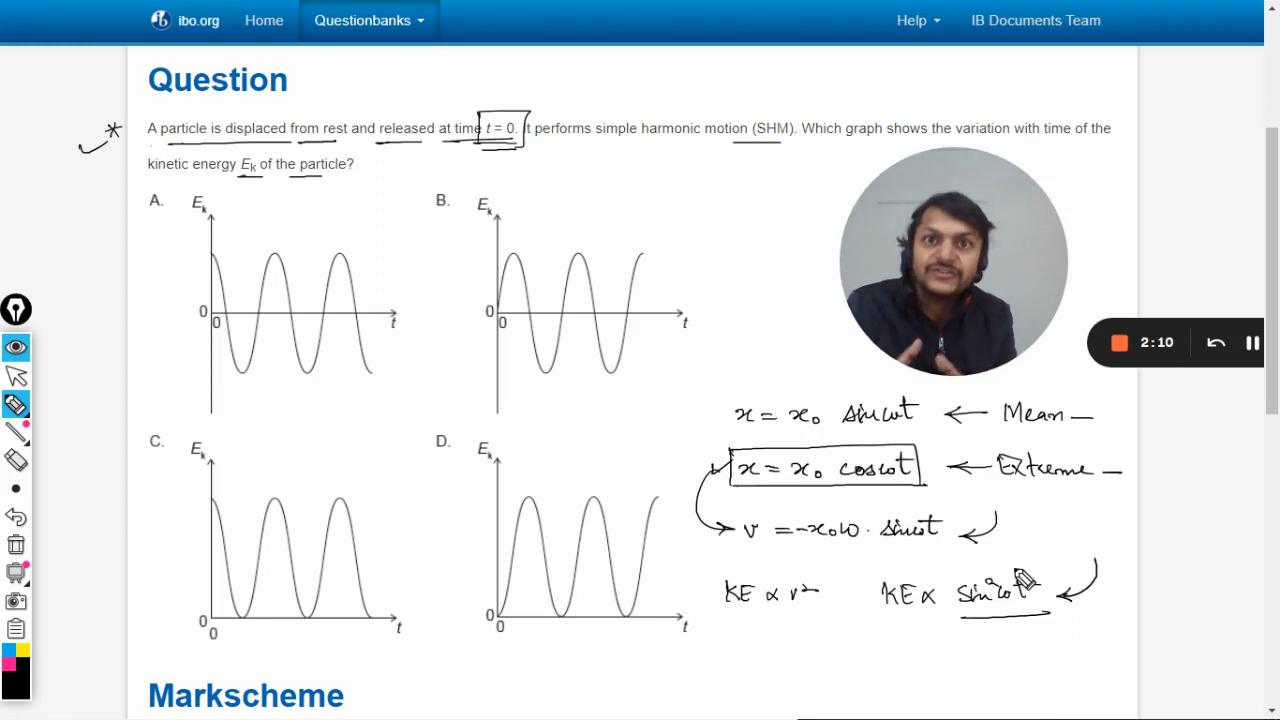 ibo.org Home Questionbanks Help IB Documents Team
Question
A particle is displaced from rest and released at time t = 0. It performs simple harmonic motion (SHM). Which graph shows the variation with time of the
kinetic energy Ek of the particle?
A. Ek 0 0 t
B. Ek 0 0 t
2:10
x = x₀ sinωt ← Mean
C. Ek 0 0 t
D. Ek 0 0 t
x = x₀ cosωt ← Extreme
v = -x₀ω · sinωt
KE ∝ v² KE ∝ sin²ωt
Markscheme